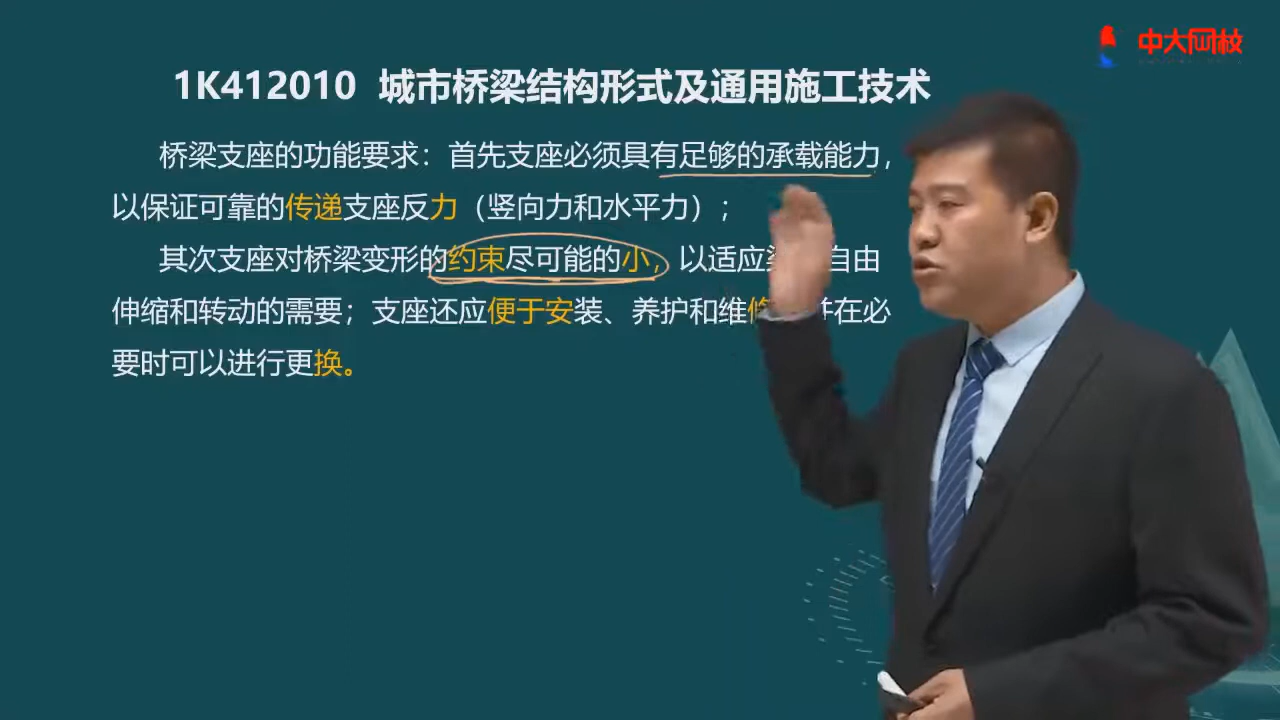 中大网校
1K412010 城市桥梁结构形式及通用施工技术
桥梁支座的功能要求：首先支座必须具有足够的承载能力，
以保证可靠的传递支座反力（竖向力和水平力）；
其次支座对桥梁变形的约束尽可能的小，以适应梁自由
伸缩和转动的需要；支座还应便于安装、养护和维修并在必
要时可以进行更换。